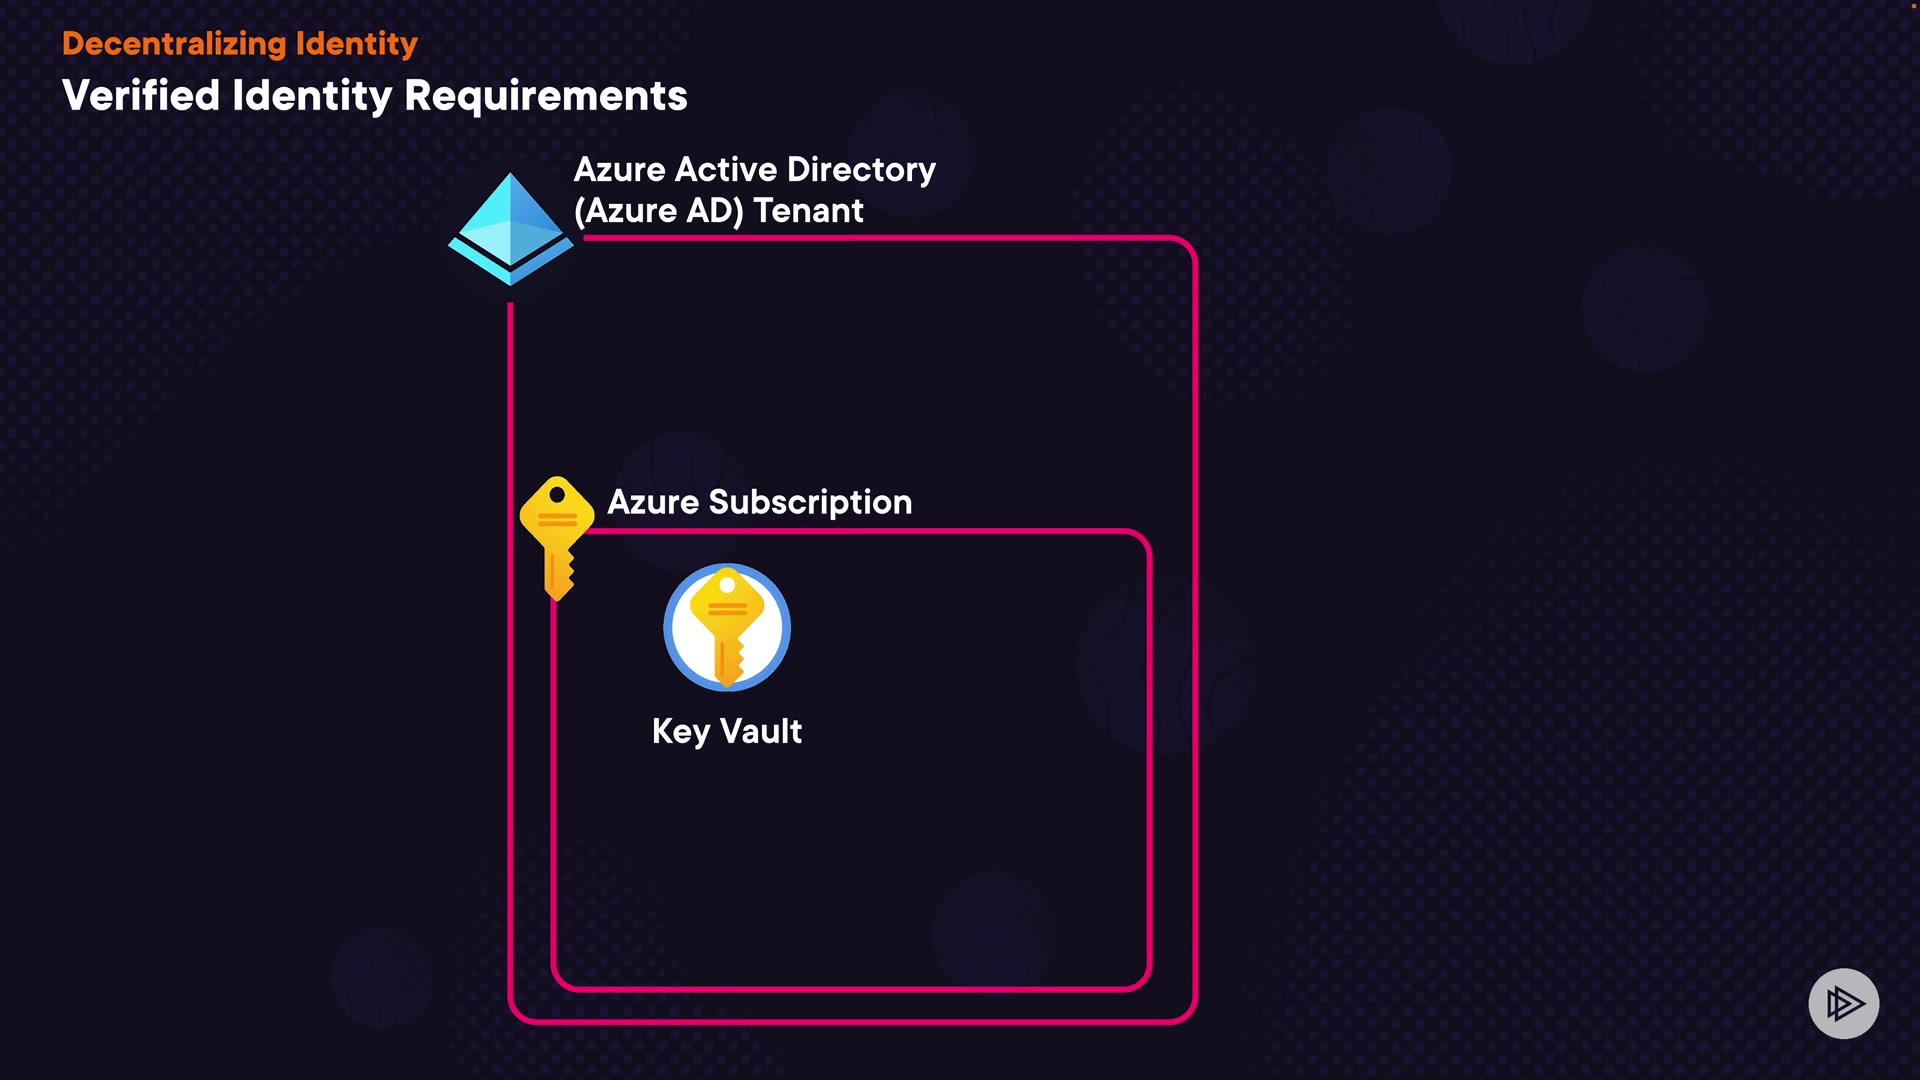 Decentralizing Identity
Verified Identity Requirements
Azure Active Directory
(Azure AD) Tenant
Azure Subscription
Key Vault